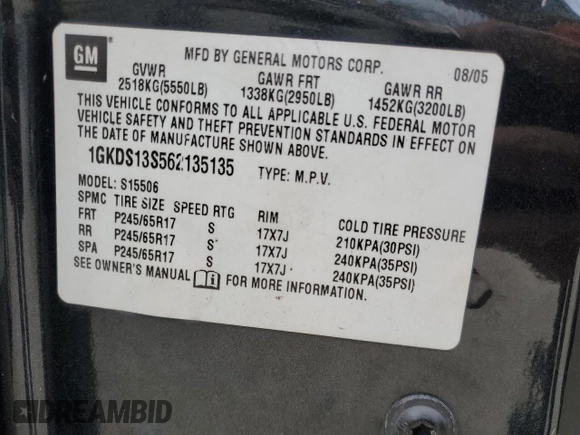 GM
MFD BY GENERAL MOTORS CORP.
08/05
GVWR GAWR FRT GAWR RR
2518KG(5550LB) 1338KG(2950LB) 1452KG(3200LB)
THIS VEHICLE CONFORMS TO ALL APPLICABLE U.S. FEDERAL MOTOR
VEHICLE SAFETY AND THEFT PREVENTION STANDARDS IN EFFECT ON
THE DATE OF MANUFACTURE SHOWN ABOVE.
1GKDS13S562135135 TYPE: M.P.V.
MODEL: S15506
SPMC TIRE SIZE SPEED RTG RIM COLD TIRE PRESSURE
FRT P245/65R17 S 17X7J 210KPA(30PSI)
RR P245/65R17 S 17X7J 240KPA(35PSI)
SPA P245/65R17 S 17X7J 240KPA(35PSI)
SEE OWNER'S MANUAL FOR MORE INFORMATION.
DREAMBID